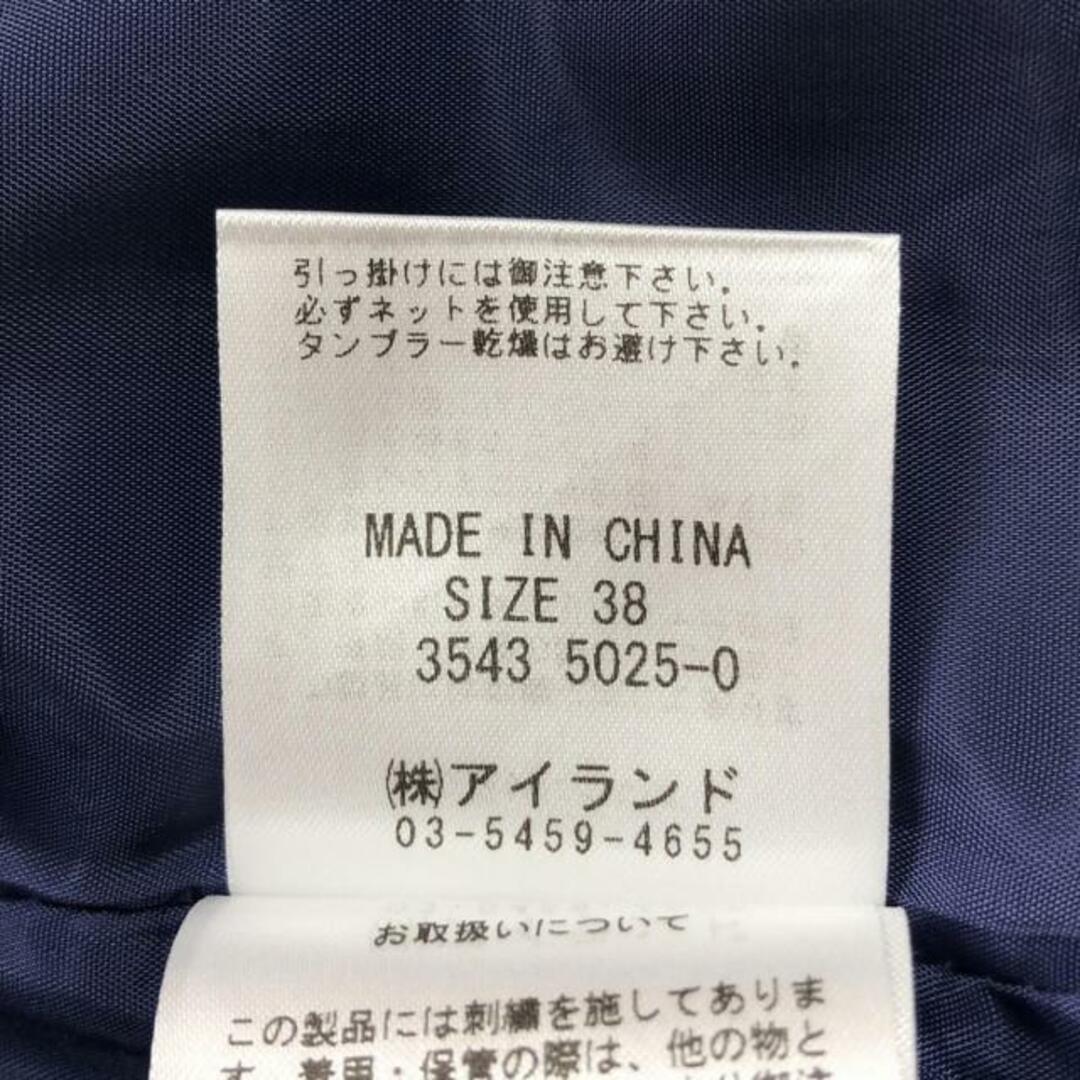 引っ掛けには御注意下さい。
必ずネットを使用して下さい。
タンブラー乾燥はお避け下さい。
MADE IN CHINA
SIZE 38
3543 5025-0
㈱アイランド
03-5459-4655
お取扱いについて
この製品には刺繍を施してありま
す。着用・保管の際は、他の物と